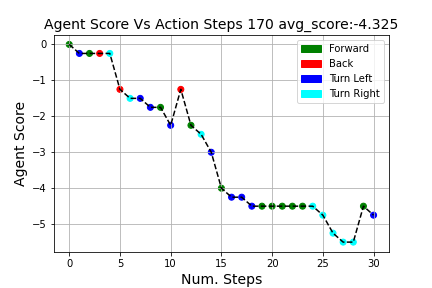 Agent Score Vs Action Steps 170 avg_score:-4.325
Forward
Back
Turn Left
Turn Right
Agent Score
0
−1
−2
−3
−4
−5
0 5 10 15 20 25 30
Num. Steps